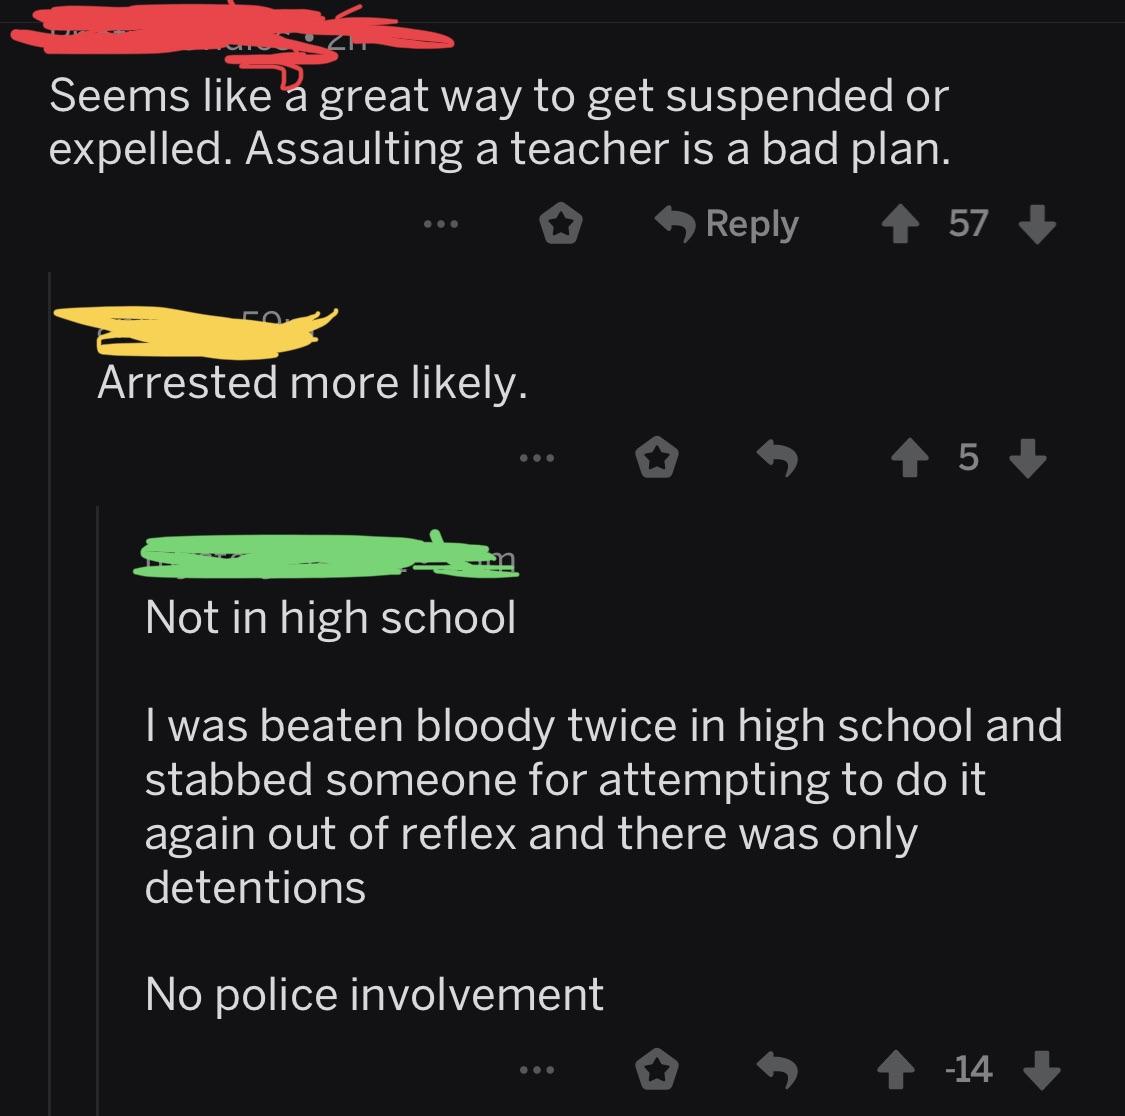 Seems like a great way to get suspended or
expelled. Assaulting a teacher is a bad plan.
Reply 57
Arrested more likely.
5
Not in high school
I was beaten bloody twice in high school and
stabbed someone for attempting to do it
again out of reflex and there was only
detentions
No police involvement
-14